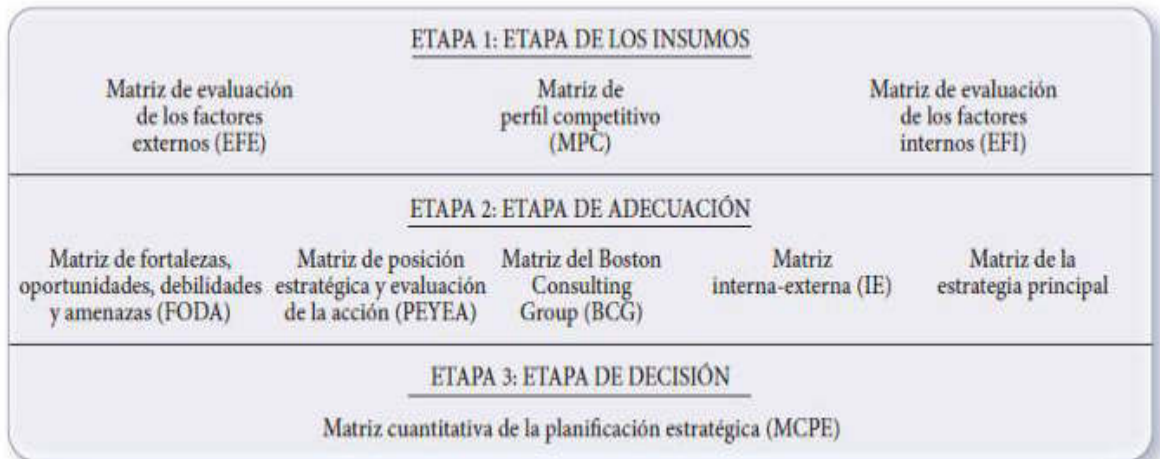 ETAPA 1: ETAPA DE LOS INSUMOS
Matriz de evaluación
de los factores
externos (EFE)
Matriz de
perfil competitivo
(MPC)
Matriz de evaluación
de los factores
internos (EFI)
ETAPA 2: ETAPA DE ADECUACIÓN
Matriz de fortalezas,
oportunidades, debilidades
y amenazas (FODA)
Matriz de posición
estratégica y evaluación
de la acción (PEYEA)
Matriz del Boston
Consulting
Group (BCG)
Matriz
interna-externa (IE)
Matriz de la
estrategia principal
ETAPA 3: ETAPA DE DECISIÓN
Matriz cuantitativa de la planificación estratégica (MCPE)